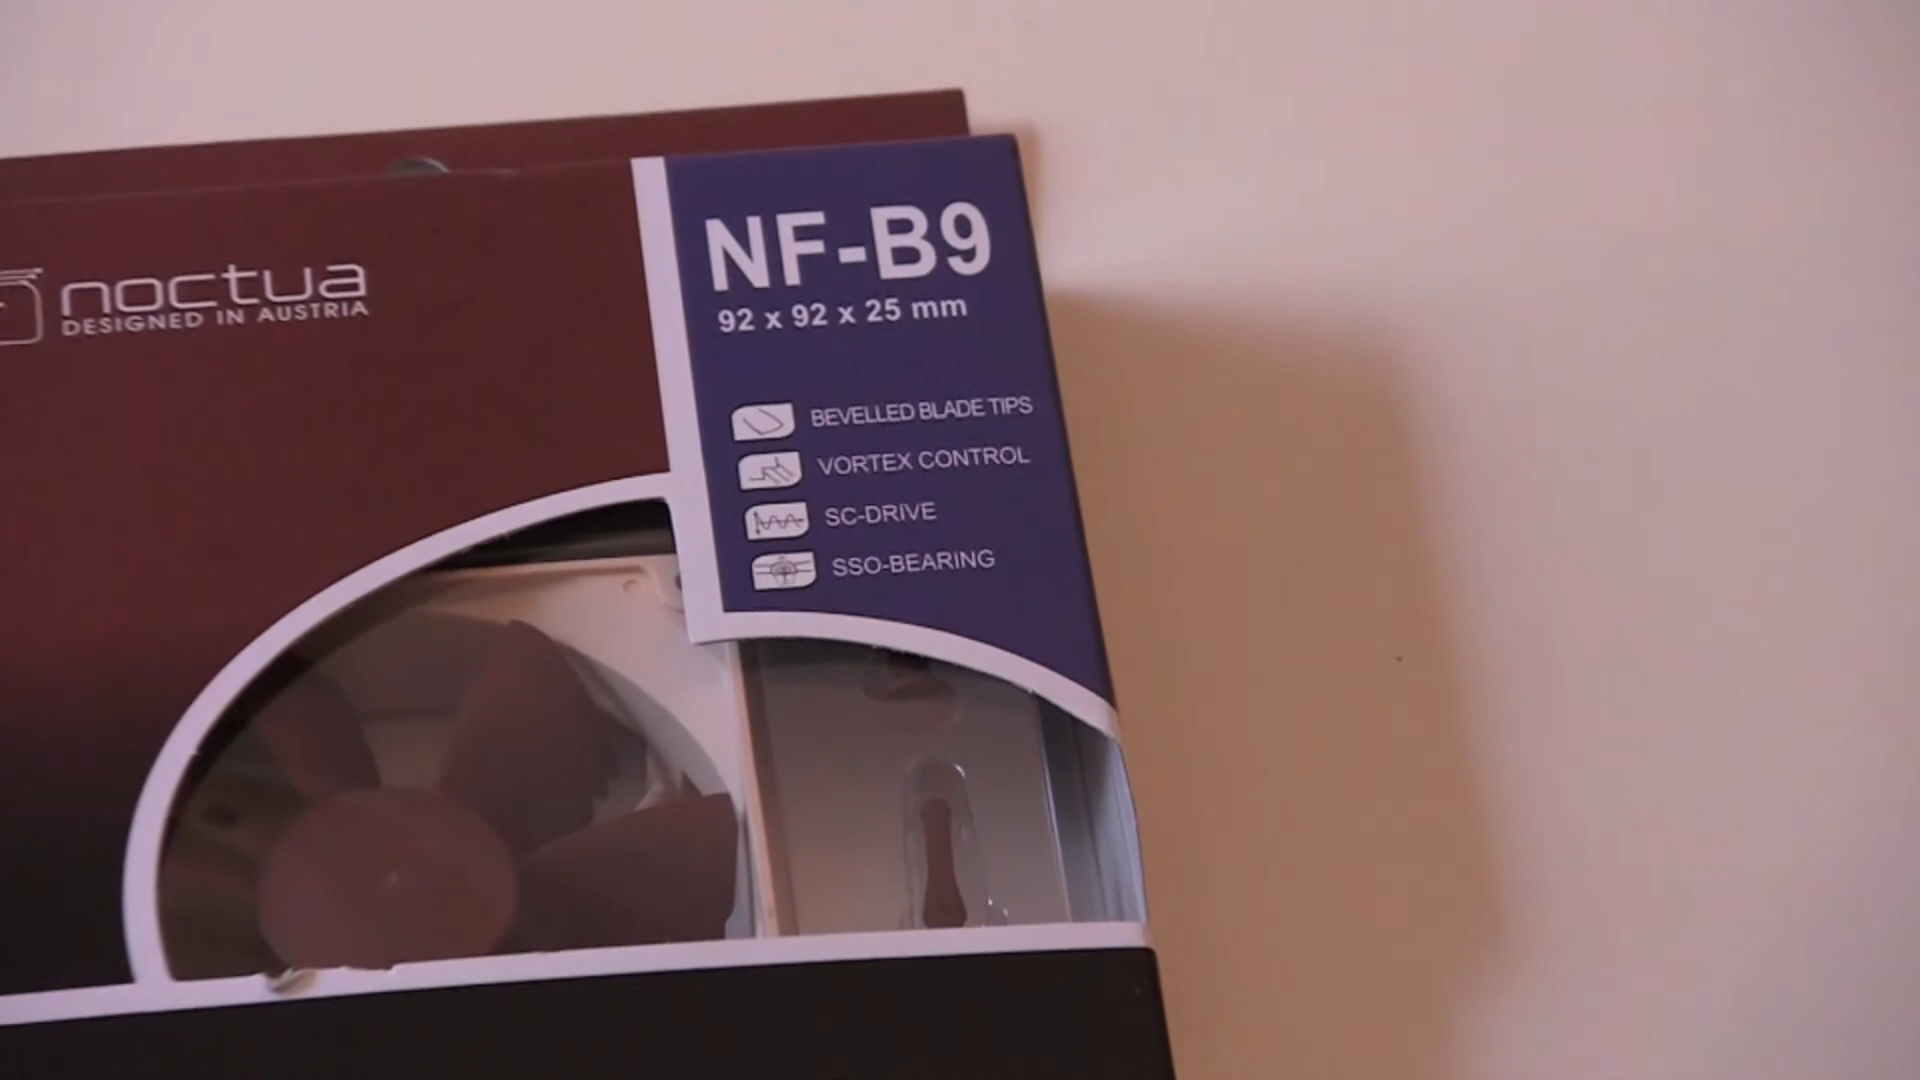 noctua
DESIGNED IN AUSTRIA
NF-B9
92 x 92 x 25 mm
BEVELLED BLADE TIPS
VORTEX CONTROL
SC-DRIVE
SSO-BEARING